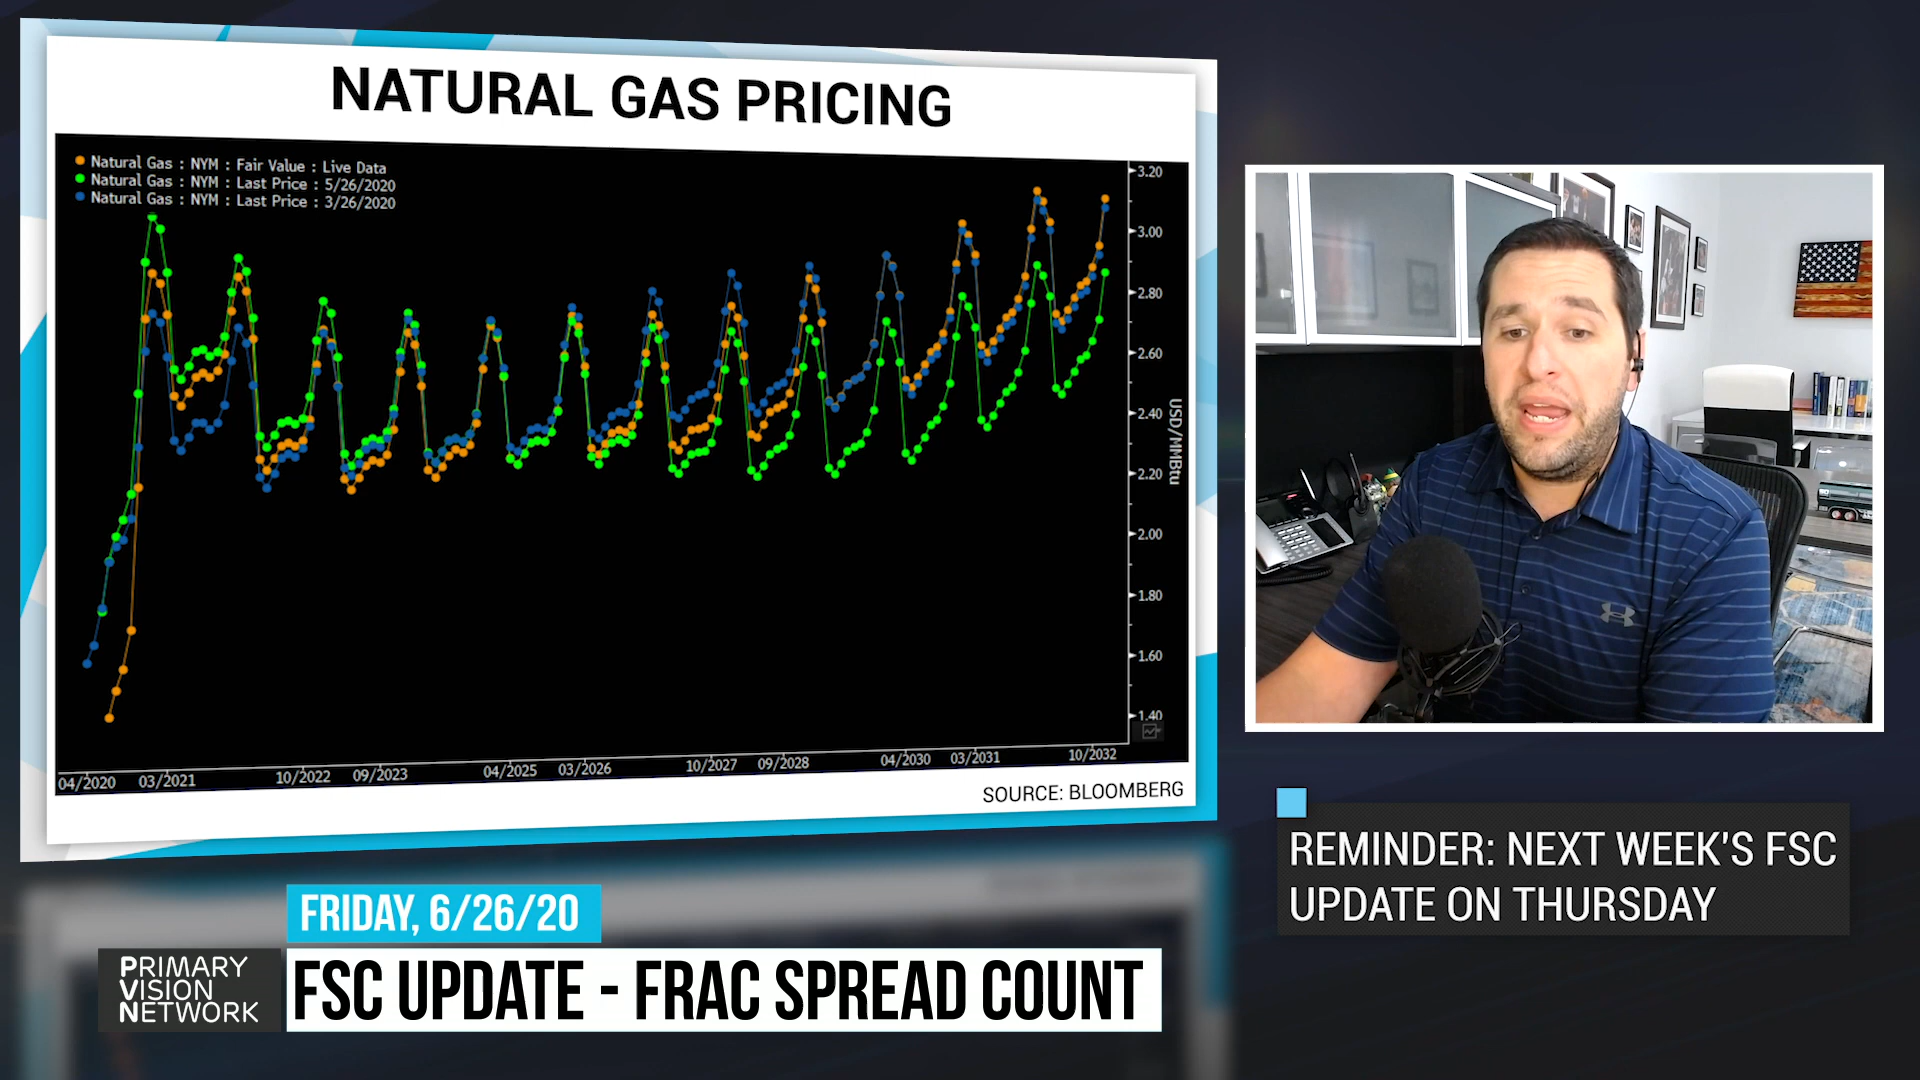 NATURAL GAS PRICING
Natural Gas : NYM : Fair Value : Live Data
Natural Gas : NYM : Last Price : 5/26/2020
Natural Gas : NYM : Last Price : 3/26/2020
3.20
3.00
2.80
2.60
2.40
2.20
2.00
1.80
1.60
1.40
USD/MMBtu
04/2020 03/2021 10/2022 09/2023 04/2025 03/2026 10/2027 09/2028 04/2030 03/2031 10/2032
SOURCE: BLOOMBERG
REMINDER: NEXT WEEK'S FSC
UPDATE ON THURSDAY
FRIDAY, 6/26/20
PRIMARY
VISION
NETWORK
FSC UPDATE - FRAC SPREAD COUNT